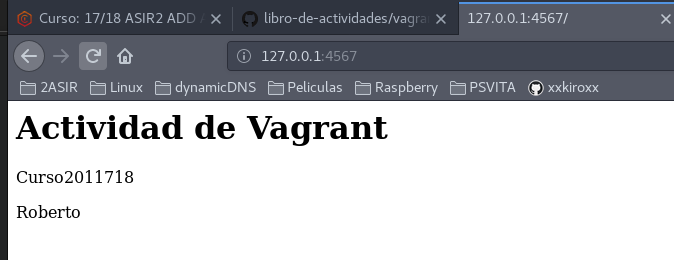 Curso: 17/18 ASIR2 ADD
libro-de-actividades/vagra
127.0.0.1:4567/
127.0.0.1:4567
2ASIR Linux dynamicDNS Peliculas Raspberry PSVITA xxkiroxx
Actividad de Vagrant
Curso2011718
Roberto